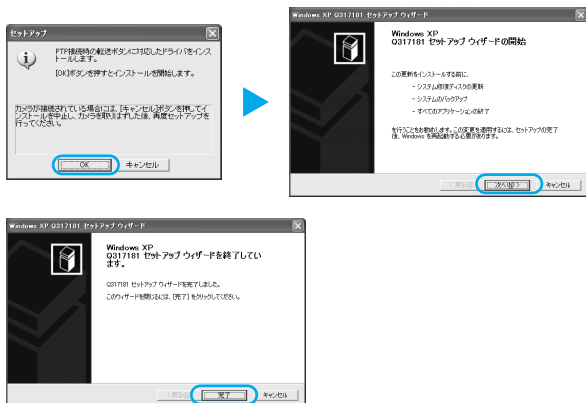 セットアップ
PTP接続時の転送ボタンに対応したドライバをインス
トールします。
[OK]ボタンを押すとインストールを開始します。
カメラが接続されている場合には、[キャンセル]ボタンを押してイ
ンストールを中止し、カメラを取りはずした後、再度セットアップを
行ってください。
OK
キャンセル
Windows XP Q317181 セットアップ ウィザード
Windows XP
Q317181 セットアップ ウィザードの開始
この更新をインストールする前に、
- システム修復ディスクの更新
- システムのバックアップ
- すべてのアプリケーションの終了
を行うことをお勧めします。この変更を適用するには、セットアップの完了
後、Windows を再起動する必要があります。
次へ(N) >
キャンセル
Windows XP Q317181 セットアップ ウィザード
Windows XP
Q317181 セットアップ ウィザードを終了してい
ます。
Q317181 セットアップ ウィザードを完了しました。
このウィザードを閉じるには、[完了] をクリックしてください。
完了
キャンセル